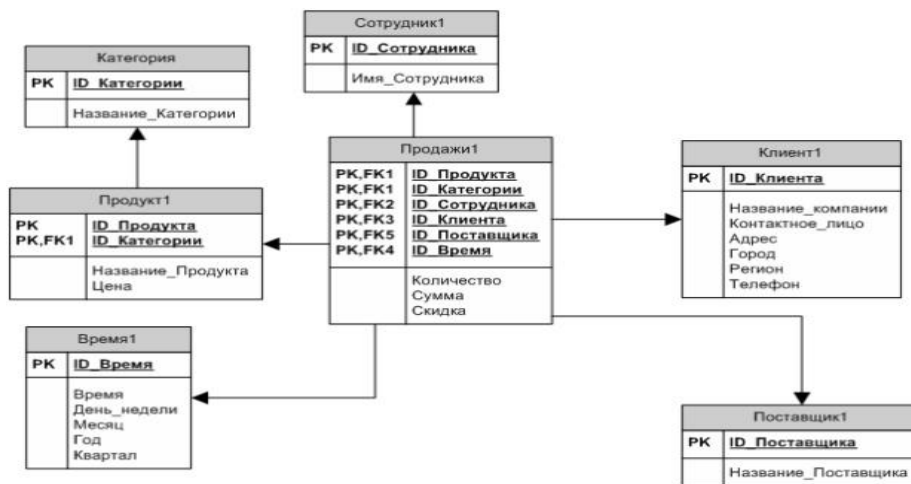 Сотрудник1
PK ID_Сотрудника
Имя_Сотрудника
Категория
PK ID_Категории
Название_Категории
Продажи1
PK,FK1 ID_Продукта
PK,FK1 ID_Категории
PK,FK2 ID_Сотрудника
PK,FK3 ID_Клиента
PK,FK5 ID_Поставщика
PK,FK4 ID_Время
Количество
Сумма
Скидка
Клиент1
PK ID_Клиента
Название_компании
Контактное_лицо
Адрес
Город
Регион
Телефон
Продукт1
PK ID_Продукта
PK,FK1 ID_Категории
Название_Продукта
Цена
Время1
PK ID_Время
Время
День_недели
Месяц
Год
Квартал
Поставщик1
PK ID_Поставщика
Название_Поставщика